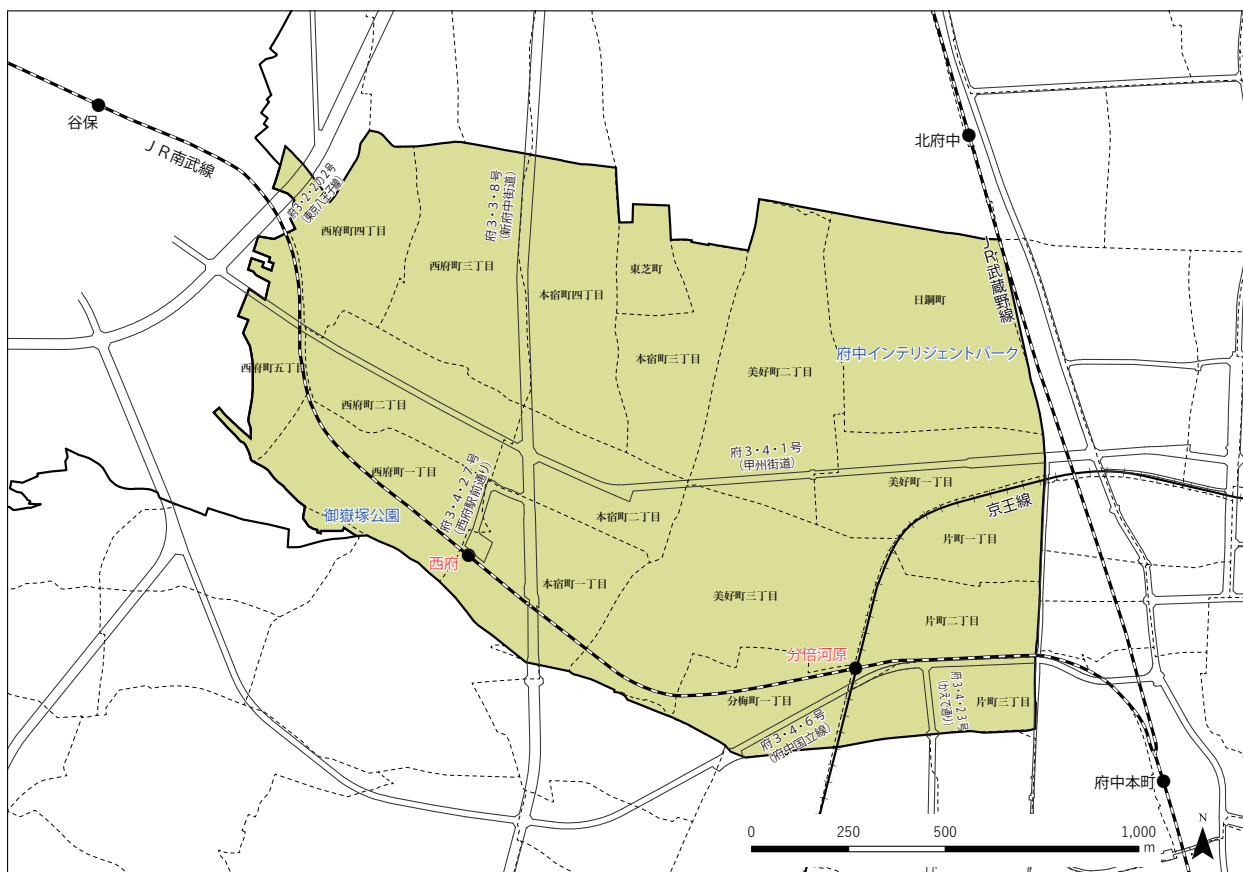 谷保
JR南武線
府3・2・2の2号
(東京八王子線)
府3・3・8号
(新府中街道)
北府中
JR武蔵野線
西府町四丁目
西府町三丁目
東芝町
本宿町四丁目
日鋼町
府中インテリジェントパーク
本宿町三丁目
美好町二丁目
西府町五丁目
西府町二丁目
府3・4・1号
(甲州街道)
西府町一丁目
美好町一丁目
府3・4・27号
(西府駅前通り)
京王線
御嶽塚公園
本宿町二丁目
片町一丁目
西府
本宿町一丁目
美好町三丁目
片町二丁目
分倍河原
分梅町一丁目
府3・4・23号
(かえで通り)
片町三丁目
府3・4・6号
(府中国立線)
府中本町
0 250 500 1,000
m
N